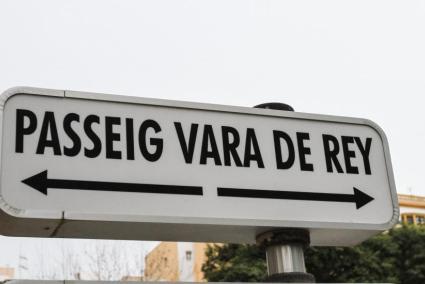 PASSEIG VARA DE REY